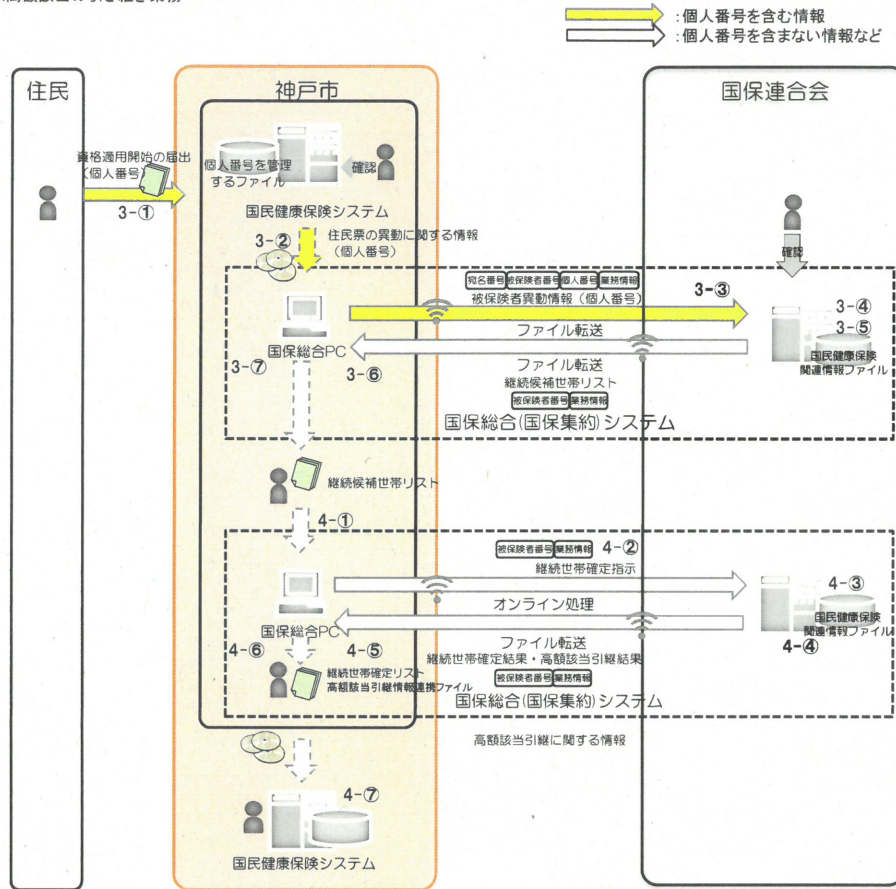 :個人番号を含む情報
:個人番号を含まない情報など
住民
神戸市
国保連合会
資格適用開始の届出
(個人番号)
3-①
個人番号を管理
するファイル
確認
国民健康保険システム
3-②
住民票の異動に関する情報
(個人番号)
確認
宛名番号 被保険者番号 個人番号 業務情報
3-③
被保険者異動情報(個人番号)
3-④
3-⑤
ファイル転送
国保総合PC
国民健康保険
関連情報ファイル
3-⑦
3-⑥
ファイル転送
継続候補世帯リスト
被保険者番号 業務情報
国保総合(国保集約)システム
継続候補世帯リスト
4-①
被保険者番号 業務情報
4-②
継続世帯確定指示
4-③
オンライン処理
国保総合PC
国民健康保険
関連情報ファイル
4-④
4-⑥
4-⑤
ファイル転送
継続世帯確定結果・高額該当引継結果
継続世帯確定リスト
高額該当引継情報連携ファイル
被保険者番号 業務情報
国保総合(国保集約)システム
高額該当引継に関する情報
4-⑦
国民健康保険システム